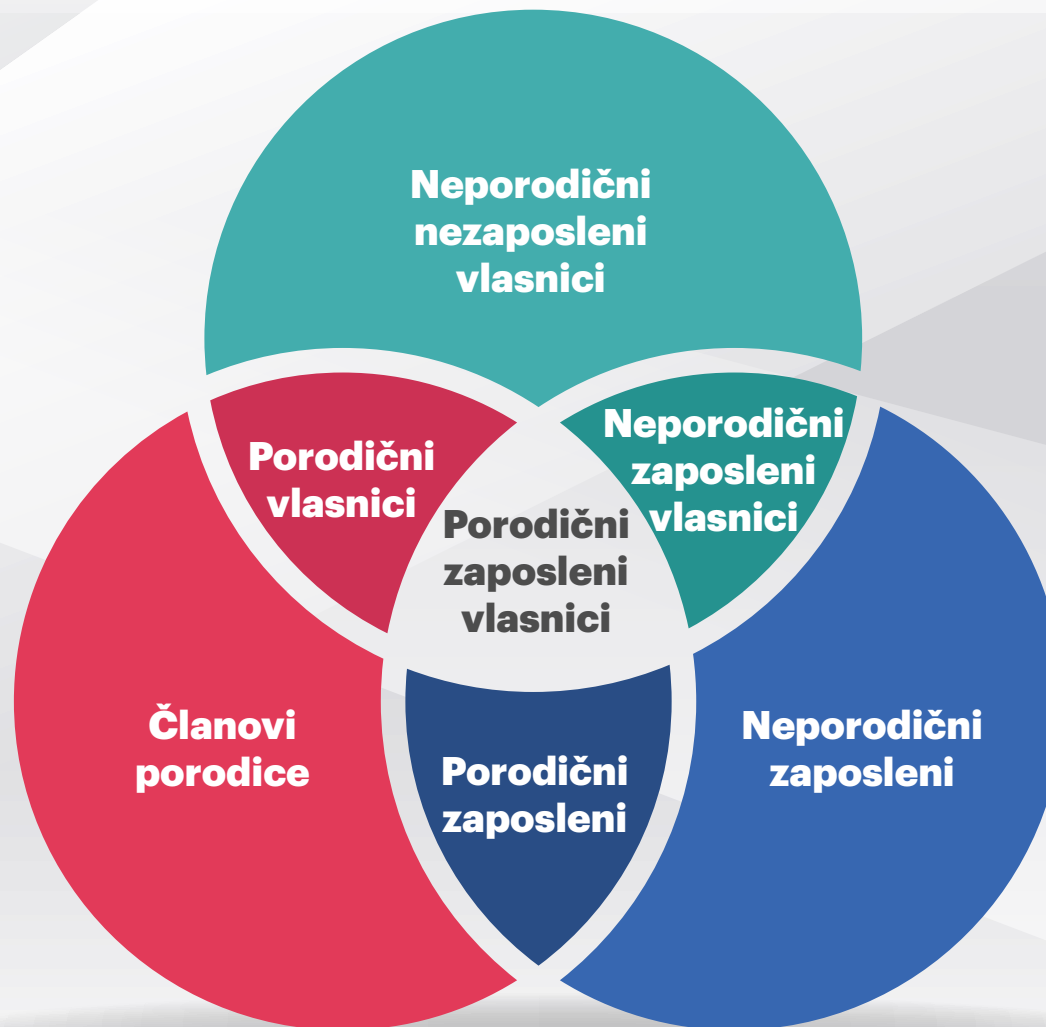 Neporodični
nezaposleni
vlasnici
Porodični
vlasnici
Neporodični
zaposleni
vlasnici
Porodični
zaposleni
vlasnici
Članovi
porodice
Porodični
zaposleni
Neporodični
zaposleni